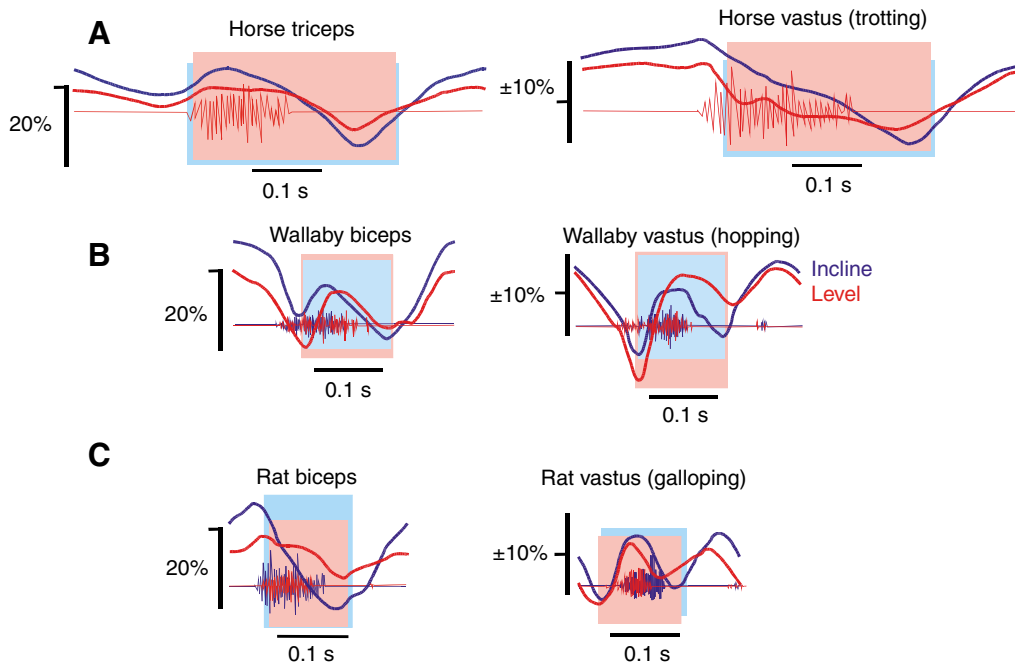 A
Horse triceps
Horse vastus (trotting)
20%
±10%
0.1 s
0.1 s
B
Wallaby biceps
Wallaby vastus (hopping)
Incline
Level
20%
±10%
0.1 s
0.1 s
C
Rat biceps
Rat vastus (galloping)
20%
±10%
0.1 s
0.1 s